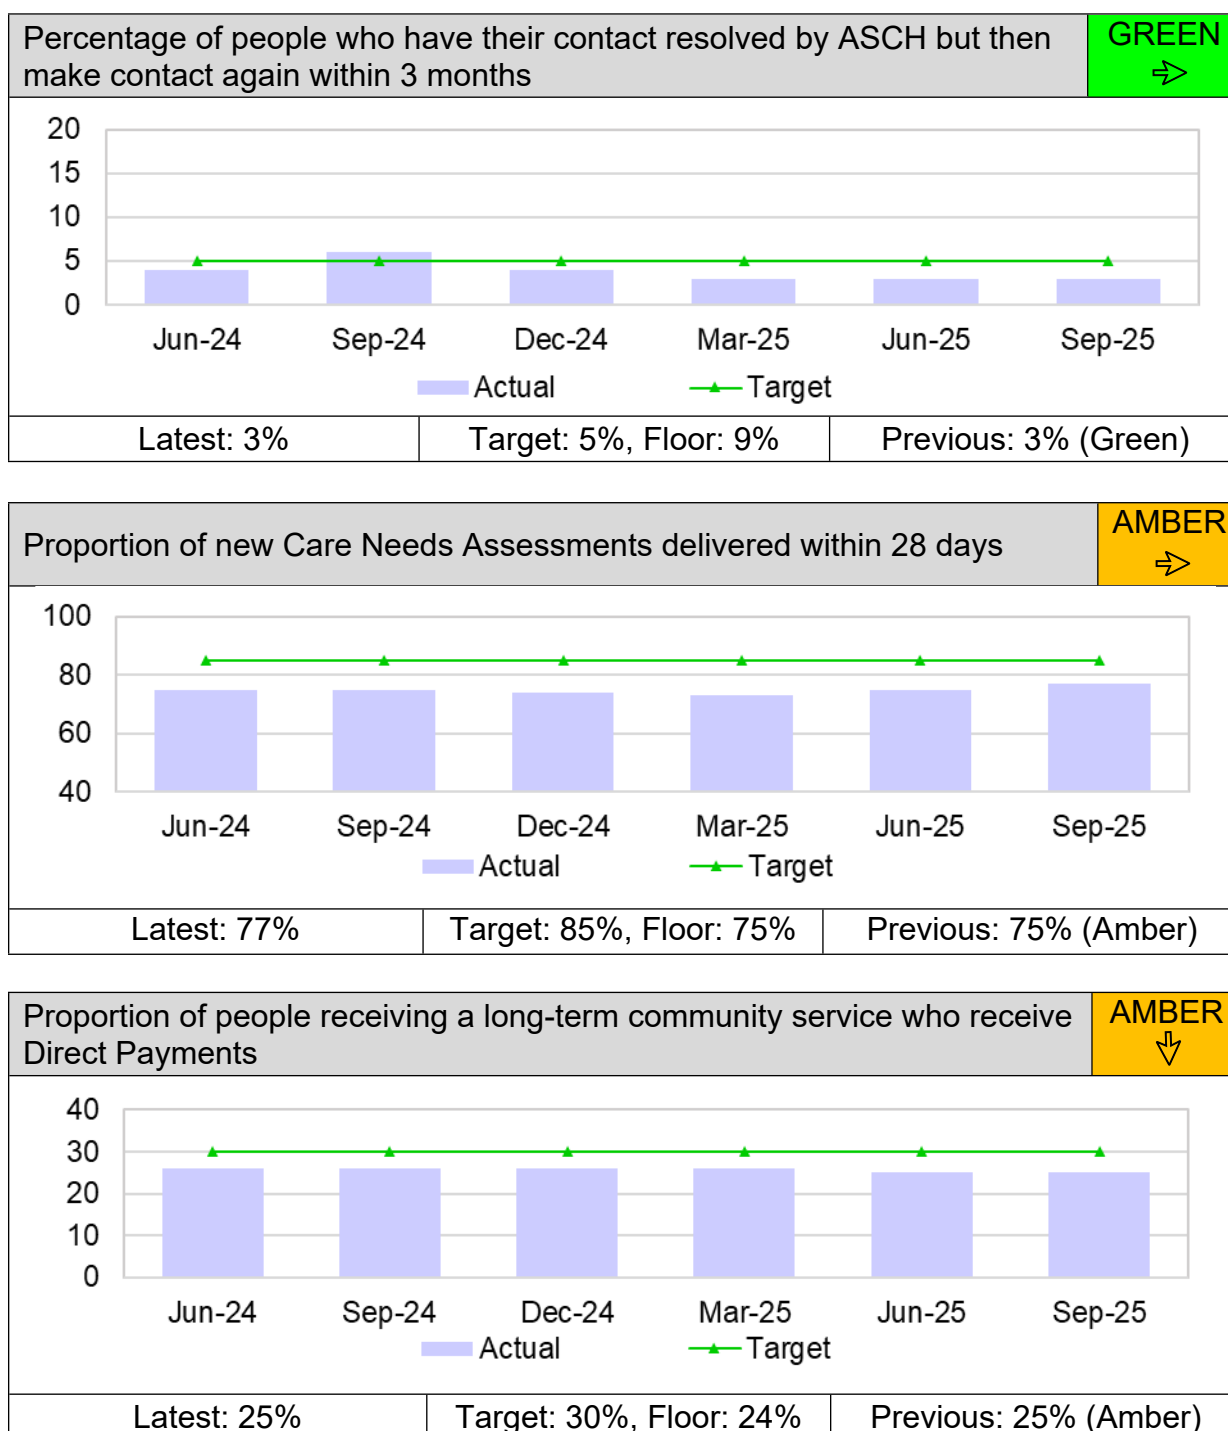 Percentage of people who have their contact resolved by ASCH but then
make contact again within 3 months
GREEN
20
15
10
5
0
Jun-24 Sep-24 Dec-24 Mar-25 Jun-25 Sep-25
Actual Target
Latest: 3% Target: 5%, Floor: 9% Previous: 3% (Green)
Proportion of new Care Needs Assessments delivered within 28 days
AMBER
100
80
60
40
Jun-24 Sep-24 Dec-24 Mar-25 Jun-25 Sep-25
Actual Target
Latest: 77% Target: 85%, Floor: 75% Previous: 75% (Amber)
Proportion of people receiving a long-term community service who receive
Direct Payments
AMBER
40
30
20
10
0
Jun-24 Sep-24 Dec-24 Mar-25 Jun-25 Sep-25
Actual Target
Latest: 25% Target: 30%, Floor: 24% Previous: 25% (Amber)